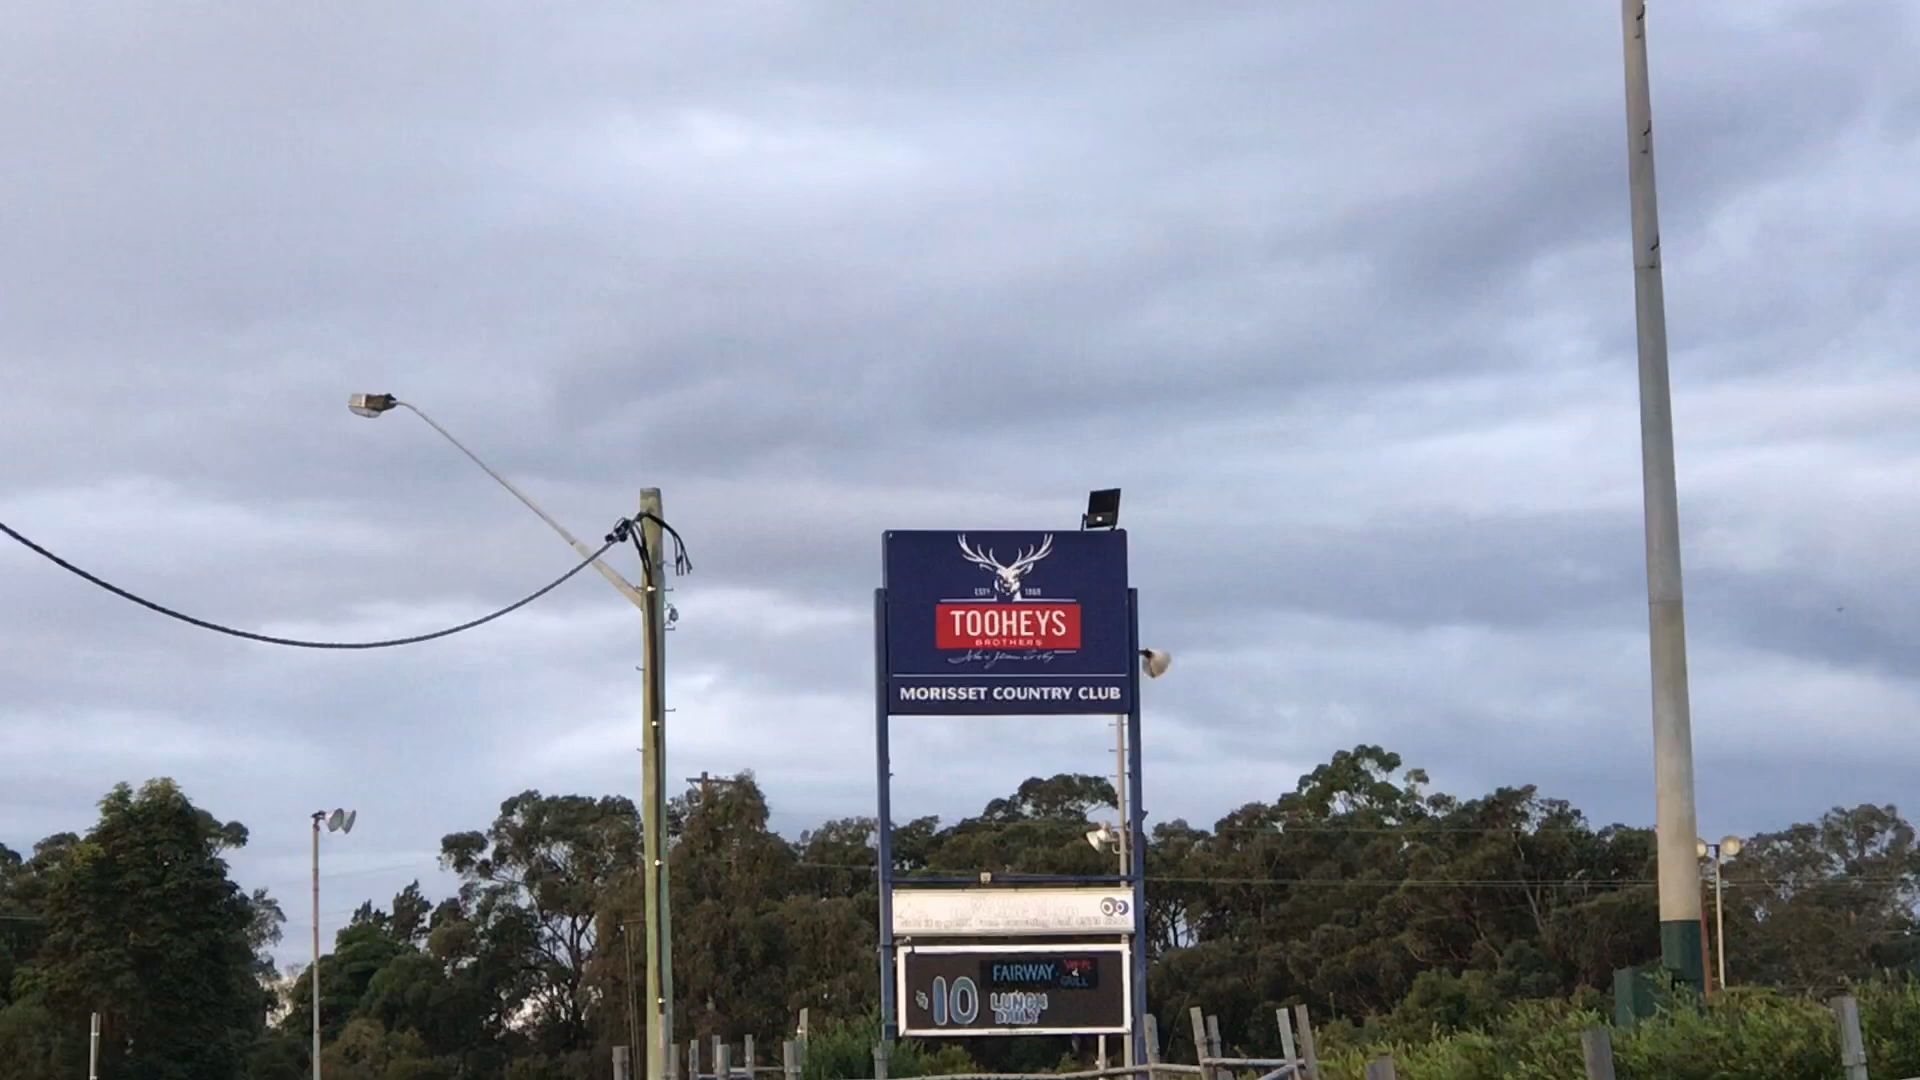 ESTD 1869
TOOHEYS
BROTHERS
MORISSET COUNTRY CLUB
FAIRWAY
GRILL
$10 LUNCH
DAILY